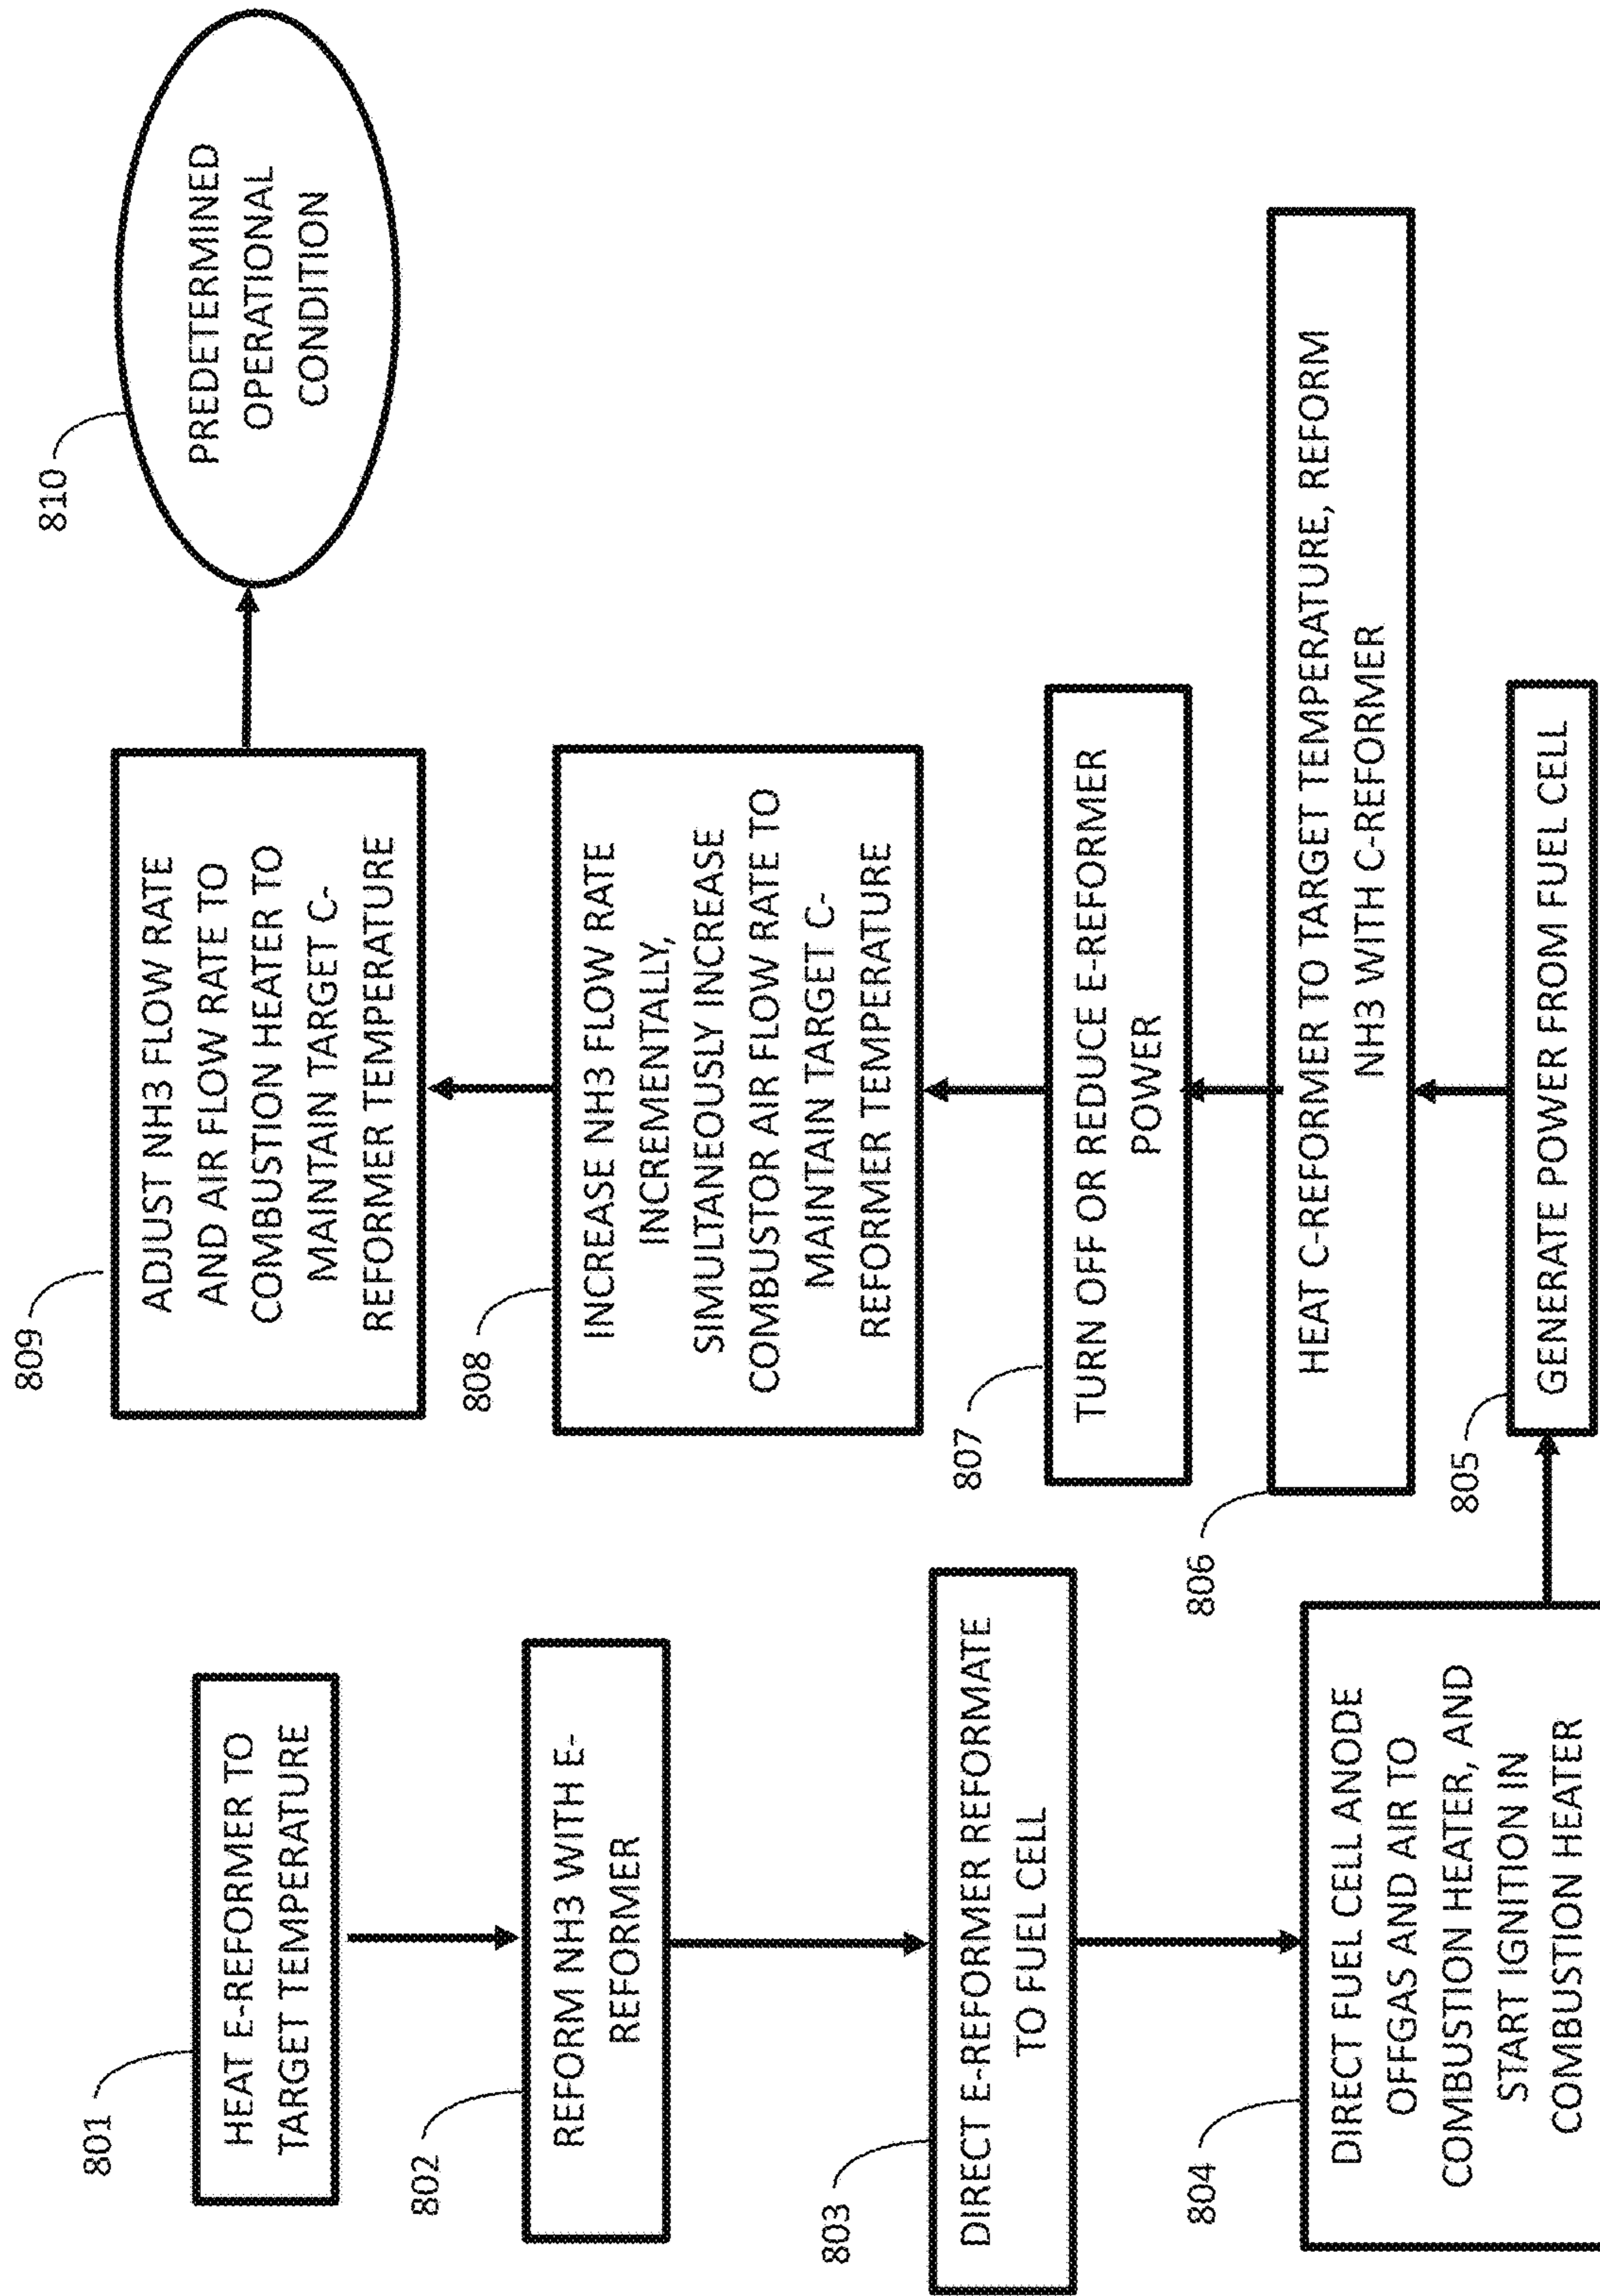 801
HEAT E-REFORMER TO
TARGET TEMPERATURE
802
REFORM NH3 WITH E-
REFORMER
803
DIRECT E-REFORMER REFORMATE
TO FUEL CELL
804
DIRECT FUEL CELL ANODE
OFFGAS AND AIR TO
COMBUSTION HEATER, AND
START IGNITION IN
COMBUSTION HEATER
805
GENERATE POWER FROM FUEL CELL
806
HEAT C-REFORMER TO TARGET TEMPERATURE, REFORM
NH3 WITH C-REFORMER
807
TURN OFF OR REDUCE E-REFORMER
POWER
808
INCREASE NH3 FLOW RATE
INCREMENTALLY,
SIMULTANEOUSLY INCREASE
COMBUSTOR AIR FLOW RATE TO
MAINTAIN TARGET C-
REFORMER TEMPERATURE
809
ADJUST NH3 FLOW RATE
AND AIR FLOW RATE TO
COMBUSTION HEATER TO
MAINTAIN TARGET C-
REFORMER TEMPERATURE
810
PREDETERMINED
OPERATIONAL
CONDITION